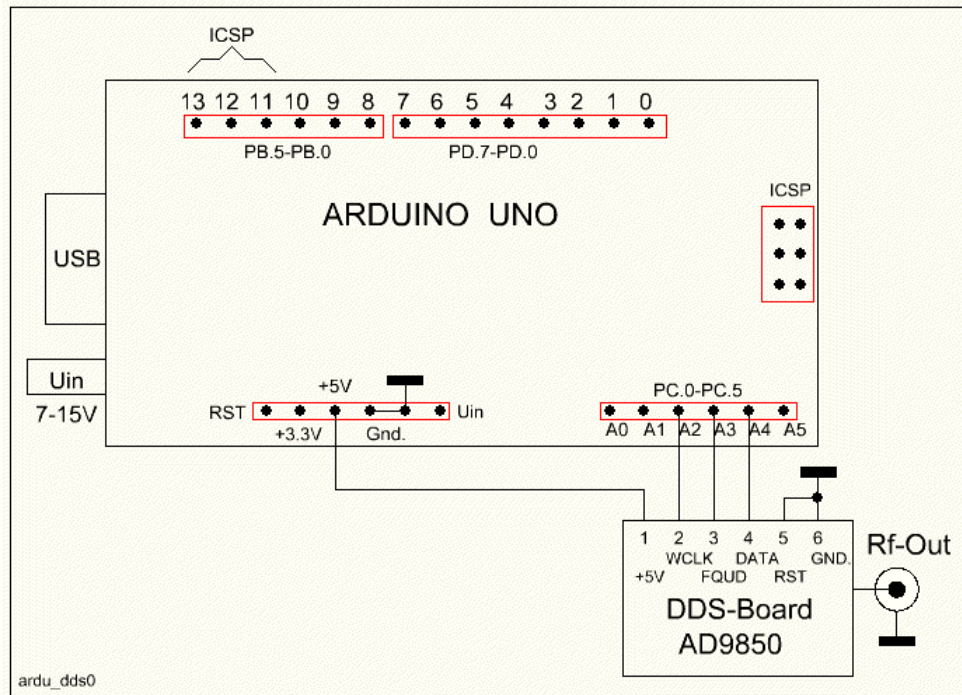 ICSP
13 12 11 10 9 8 7 6 5 4 3 2 1 0
PB.5-PB.0 PD.7-PD.0
ICSP
ARDUINO UNO
USB
Uin
7-15V
+5V
RST Uin
+3.3V Gnd.
PC.0-PC.5
A0 A1 A2 A3 A4 A5
1 2 3 4 5 6
WCLK DATA GND.
+5V FQUD RST
Rf-Out
DDS-Board
AD9850
ardu_dds0